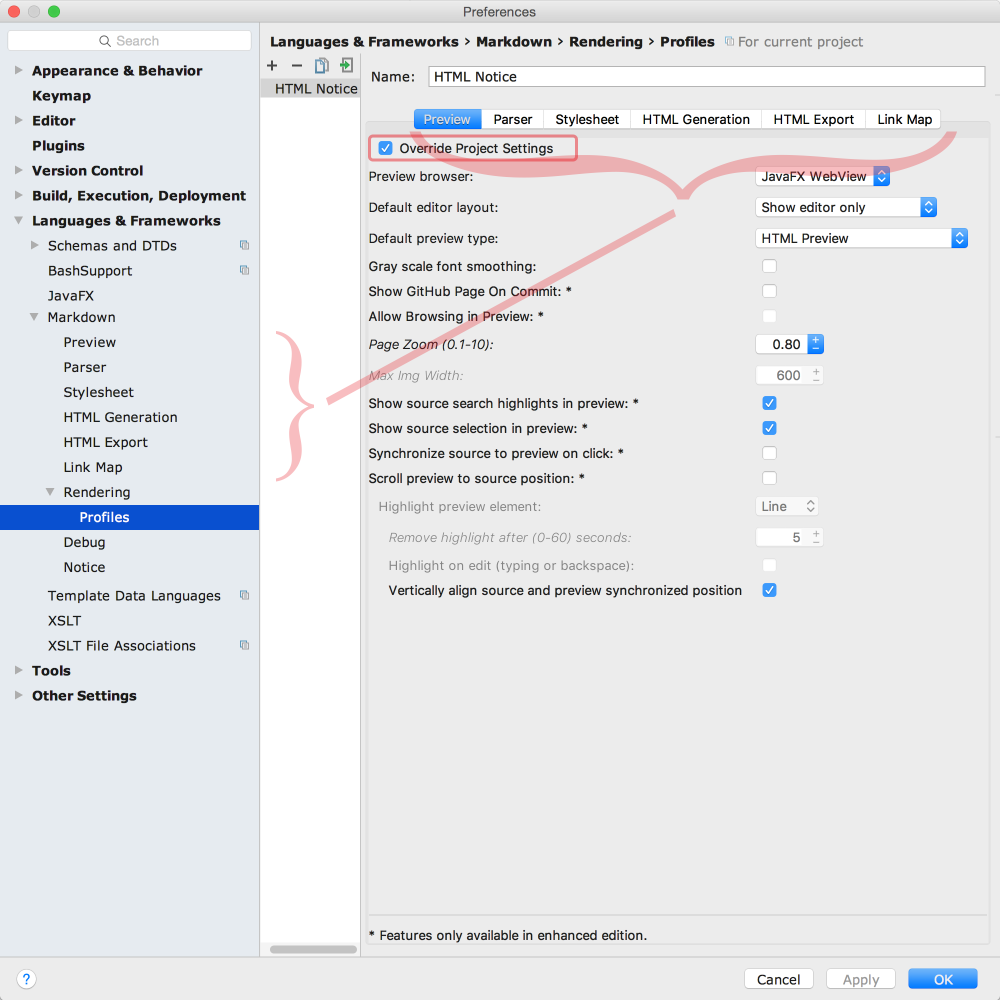 Preferences
Search
Appearance & Behavior
Keymap
Editor
Plugins
Version Control
Build, Execution, Deployment
Languages & Frameworks
Schemas and DTDs
BashSupport
JavaFX
Markdown
Preview
Parser
Stylesheet
HTML Generation
HTML Export
Link Map
Rendering
Profiles
Debug
Notice
Template Data Languages
XSLT
XSLT File Associations
Tools
Other Settings
?
Languages & Frameworks › Markdown › Rendering › Profiles For current project
HTML Notice
Name: HTML Notice
Preview Parser Stylesheet HTML Generation HTML Export Link Map
Override Project Settings
Preview browser: JavaFX WebView
Default editor layout: Show editor only
Default preview type: HTML Preview
Gray scale font smoothing:
Show GitHub Page On Commit: *
Allow Browsing in Preview: *
Page Zoom (0.1-10): 0.80
Max Img Width: 600
Show source search highlights in preview: *
Show source selection in preview: *
Synchronize source to preview on click: *
Scroll preview to source position: *
Highlight preview element: Line
Remove highlight after (0-60) seconds: 5
Highlight on edit (typing or backspace):
Vertically align source and preview synchronized position
* Features only available in enhanced edition.
Cancel Apply OK